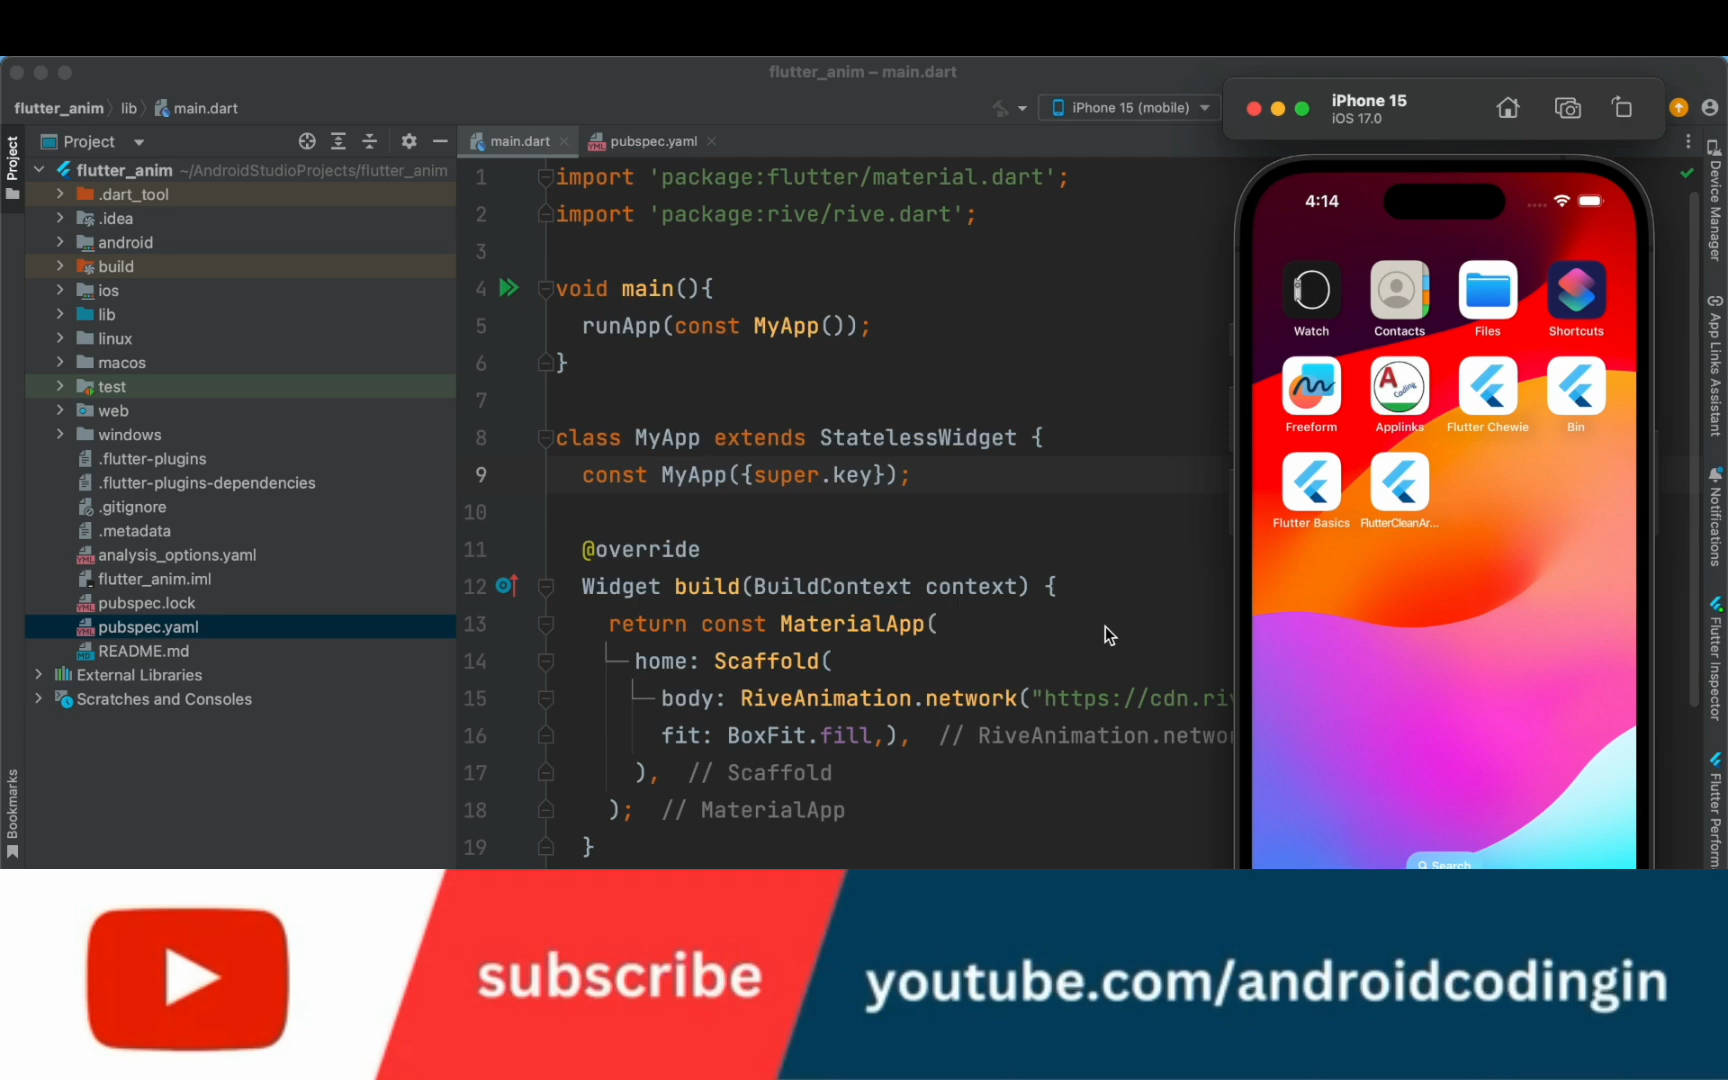 flutter_anim – main.dart
flutter_anim lib main.dart
iPhone 15 (mobile)
iPhone 15
iOS 17.0
Project
Project
main.dart
pubspec.yaml
flutter_anim ~/AndroidStudioProjects/flutter_anim
.dart_tool
.idea
android
build
ios
lib
linux
macos
test
web
windows
.flutter-plugins
.flutter-plugins-dependencies
.gitignore
.metadata
analysis_options.yaml
flutter_anim.iml
pubspec.lock
pubspec.yaml
README.md
External Libraries
Scratches and Consoles
Bookmarks
1 import 'package:flutter/material.dart';
2 import 'package:rive/rive.dart';
3
4 void main(){
5 runApp(const MyApp());
6 }
7
8 class MyApp extends StatelessWidget {
9 const MyApp({super.key});
10
11 @override
12 Widget build(BuildContext context) {
13 return const MaterialApp(
14 home: Scaffold(
15 body: RiveAnimation.network("https://cdn.riv
16 fit: BoxFit.fill,), // RiveAnimation.networ
17 ), // Scaffold
18 ); // MaterialApp
19 }
4:14
Watch
Contacts
Files
Shortcuts
A Coding
Freeform
Applinks
Flutter Chewie
Bin
Flutter Basics
FlutterCleanAr...
Search
Device Manager
App Links Assistant
Notifications
Flutter Inspector
Flutter Perform
subscribe
youtube.com/androidcodingin